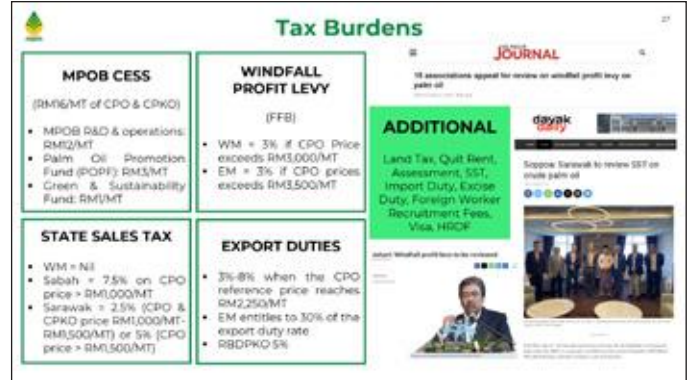 27
Tax Burdens
MPOB CESS
(RM16/MT of CPO & CPKO)
• MPOB R&D & operations: RM12/MT
• Palm Oil Promotion Fund (POPF): RM3/MT
• Green & Sustainability Fund: RM1/MT
WINDFALL
PROFIT LEVY
(FFB)
• WM = 3% if CPO Price
exceeds RM3,000/MT
• EM = 3% if CPO prices
exceeds RM3,500/MT
STATE SALES TAX
• WM = Nil
• Sabah = 7.5% on CPO
price > RM1,000/MT
• Sarawak = 2.5% (CPO &
CPKO price RM1,000/MT-
RM1,500/MT) or 5% (CPO
price > RM1,500/MT)
EXPORT DUTIES
• 3%-8% when the CPO
reference price reaches
RM2,250/MT
• EM entitles to 30% of the
export duty rate
• RBDPKO 5%
ADDITIONAL
Land Tax, Quit Rent,
Assessment, SST,
Import Duty, Excise
Duty, Foreign Worker
Recruitment Fees,
Visa, HRDF
JOURNAL
associations appeal for review on windfall profit levy on
palm oil
dayak
daily
Soppoa: Sarawak to review SST on
crude palm oil
Johari: Windfall profit levy to be reviewed